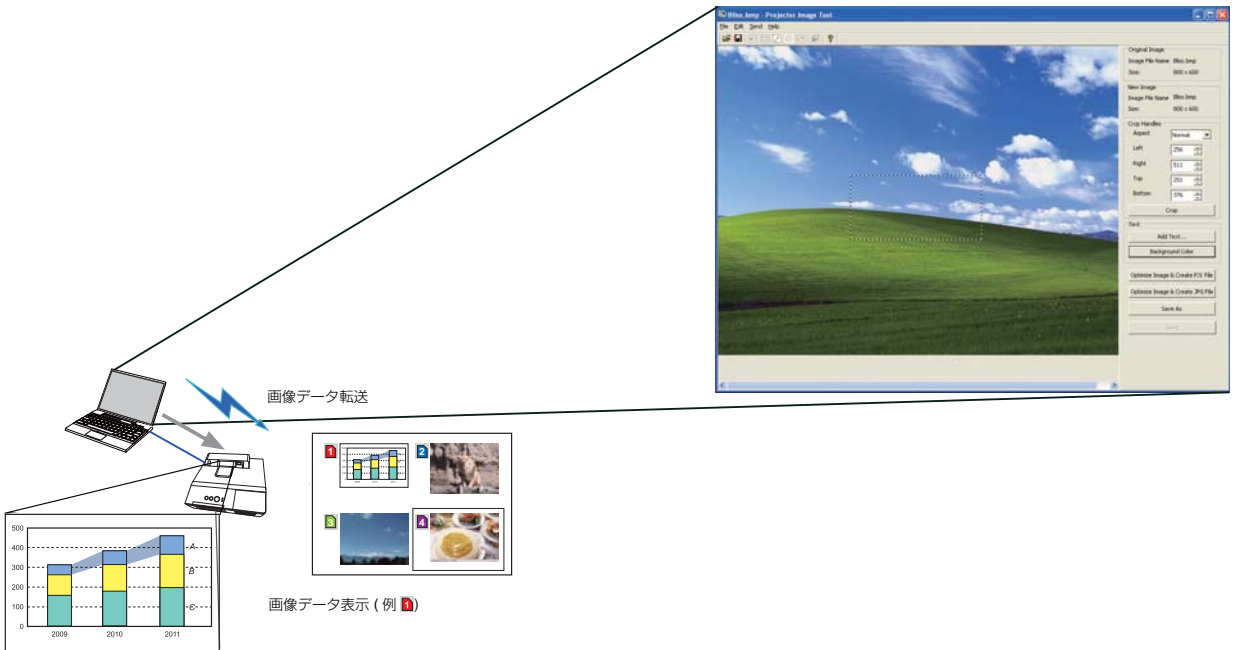 Bliss.bmp - Projector Image Tool
File Edit Send Help
Original Image
Image File Name Bliss.bmp
Size: 800 x 600
New Image
Image File Name Bliss.bmp
Size: 800 x 600
Crop Handles
Aspect Normal
Left 256
Right 511
Top 251
Bottom 376
Crop
Text
Add Text...
Background Color
Optimize Image & Create PJS File
Optimize Image & Create JPG File
Save As
Send
画像データ転送
1
2
3
4
500
400
300
200
100
0
A
B
C
2009 2010 2011
画像データ表示 ( 例 1)